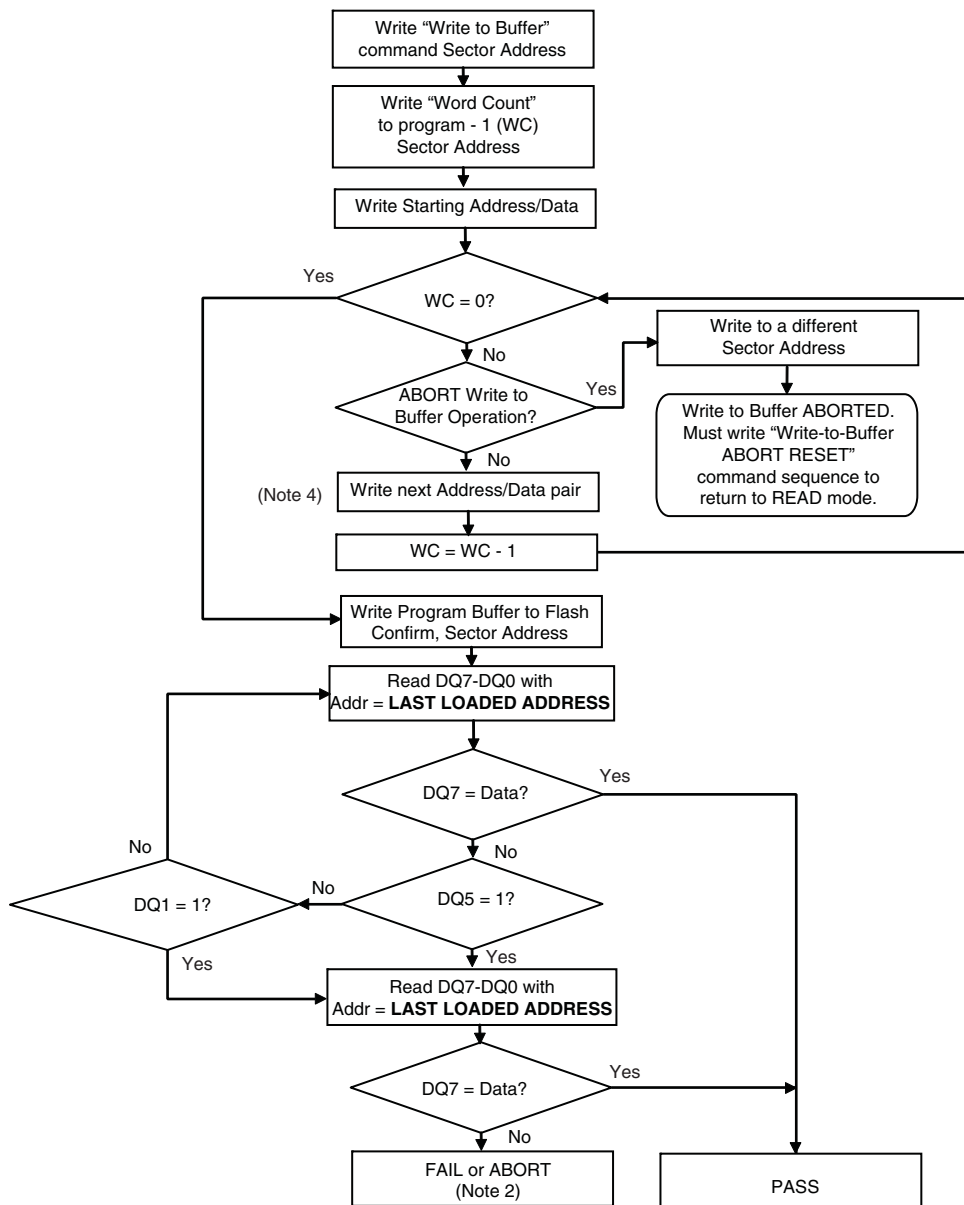 Write “Write to Buffer”
command Sector Address
Write “Word Count”
to program - 1 (WC)
Sector Address
Write Starting Address/Data
Yes
WC = 0?
No
Write to a different
Sector Address
Yes
ABORT Write to
Buffer Operation?
No
Write to Buffer ABORTED.
Must write “Write-to-Buffer
ABORT RESET”
command sequence to
return to READ mode.
(Note 4)
Write next Address/Data pair
WC = WC - 1
Write Program Buffer to Flash
Confirm, Sector Address
Read DQ7-DQ0 with
Addr = LAST LOADED ADDRESS
Yes
DQ7 = Data?
No
No
No
DQ1 = 1?
DQ5 = 1?
Yes
Yes
Read DQ7-DQ0 with
Addr = LAST LOADED ADDRESS
Yes
DQ7 = Data?
No
FAIL or ABORT
(Note 2)
PASS